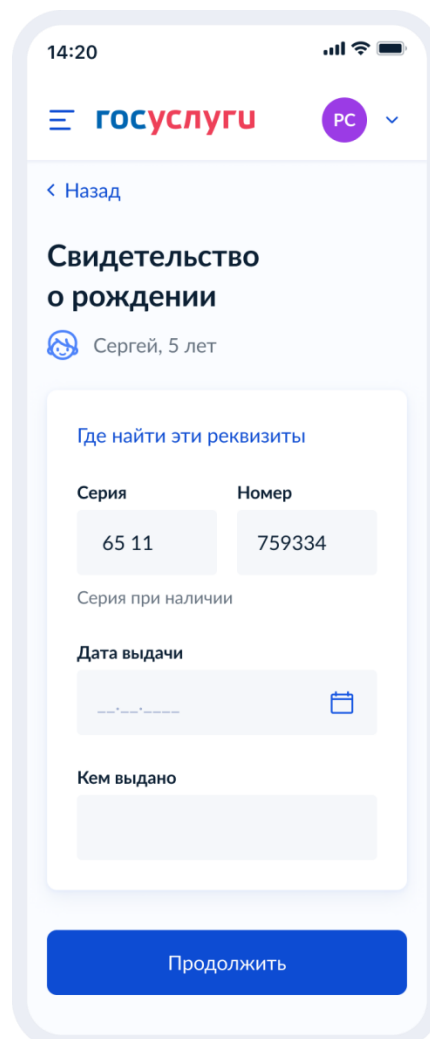 14:20
госуслуги
РС
Назад
Свидетельство
о рождении
Сергей, 5 лет
Где найти эти реквизиты
Серия Номер
65 11 759334
Серия при наличии
Дата выдачи
__.__.____
Кем выдано
Продолжить